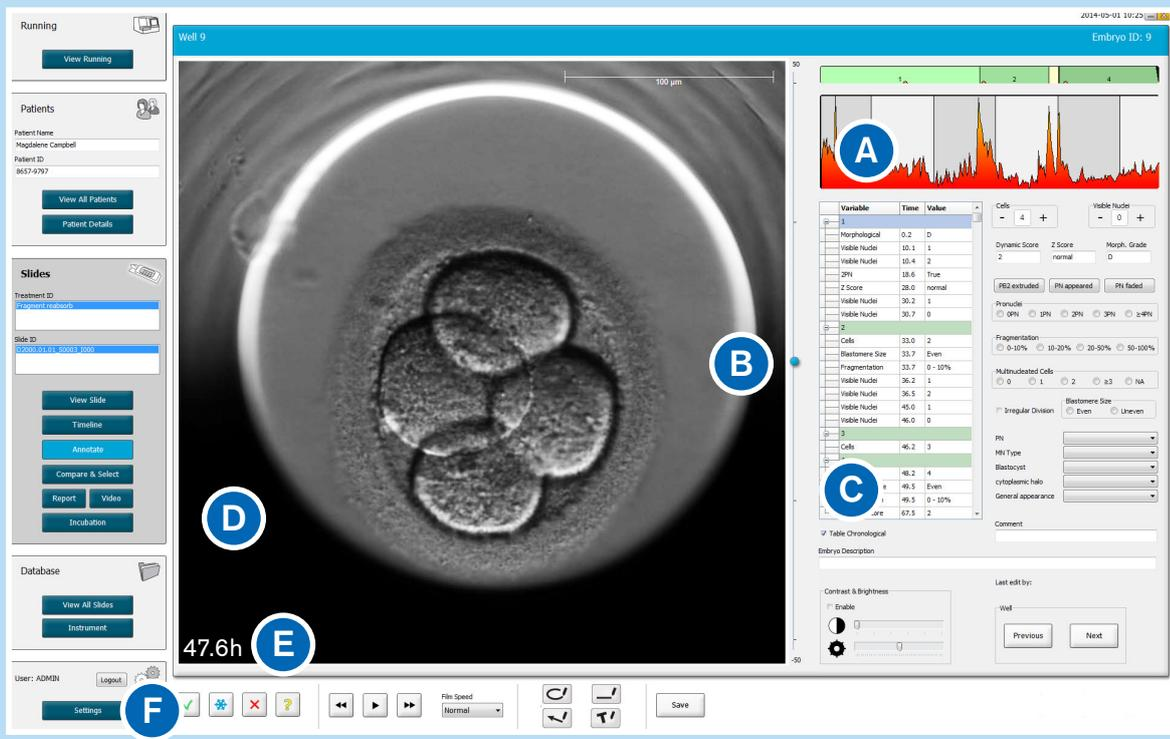 2014-05-01 10:25
Running
View Running
Patients
Patient Name
Magdalene Campbell
Patient ID
8657-9797
View All Patients
Patient Details
Slides
Treatment ID
Fragment reabsorb
Slide ID
D2000.01.01_S0003_I000
View Slide
Timeline
Annotate
Compare & Select
Report Video
Incubation
Database
View All Slides
Instrument
User: ADMIN Logout
Settings
F
Well 9 Embryo ID: 9
100 µm
D
B
47.6h
E
50
-50
1 2 4
A
Variable Time Value
1
Morphological 0.2 D
Visible Nuclei 10.1 1
Visible Nuclei 10.4 2
2PN 18.6 True
Z Score 28.0 normal
Visible Nuclei 30.2 1
Visible Nuclei 30.7 0
2
Cells 33.0 2
Blastomere Size 33.7 Even
Fragmentation 33.7 0 - 10%
Visible Nuclei 36.2 1
Visible Nuclei 36.5 2
Visible Nuclei 45.0 1
Visible Nuclei 46.0 0
3
Cells 46.2 3
48.2 4
49.5 Even
49.5 0 - 10%
67.5 2
C
Table Chronological
Embryo Description
Contrast & Brightness
Enable
Cells
- 4 +
Visible Nuclei
- 0 +
Dynamic Score Z Score Morph. Grade
2 normal D
PB2 extruded PN appeared PN faded
Pronuclei
0PN 1PN 2PN 3PN ≥4PN
Fragmentation
0-10% 10-20% 20-50% 50-100%
Multinucleated Cells
0 1 2 ≥3 NA
Blastomere Size
Irregular Division Even Uneven
PN
MN Type
Blastocyst
cytoplasmic halo
General appearance
Comment
Last edit by:
Well
Previous Next
?
Film Speed
Normal
T
Save